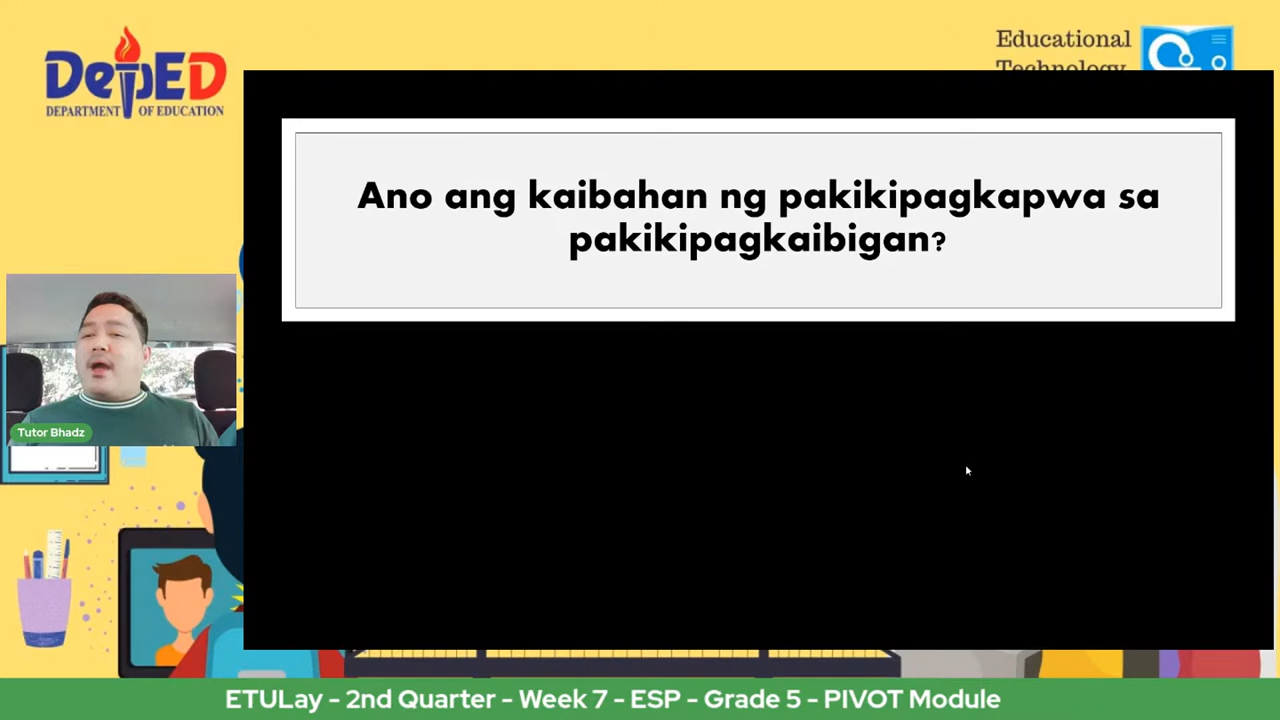 DepED
DEPARTMENT OF EDUCATION
Educational
Technology
Ano ang kaibahan ng pakikipagkapwa sa
pakikipagkaibigan?
Tutor Bhadz
ETULay - 2nd Quarter - Week 7 - ESP - Grade 5 - PIVOT Module